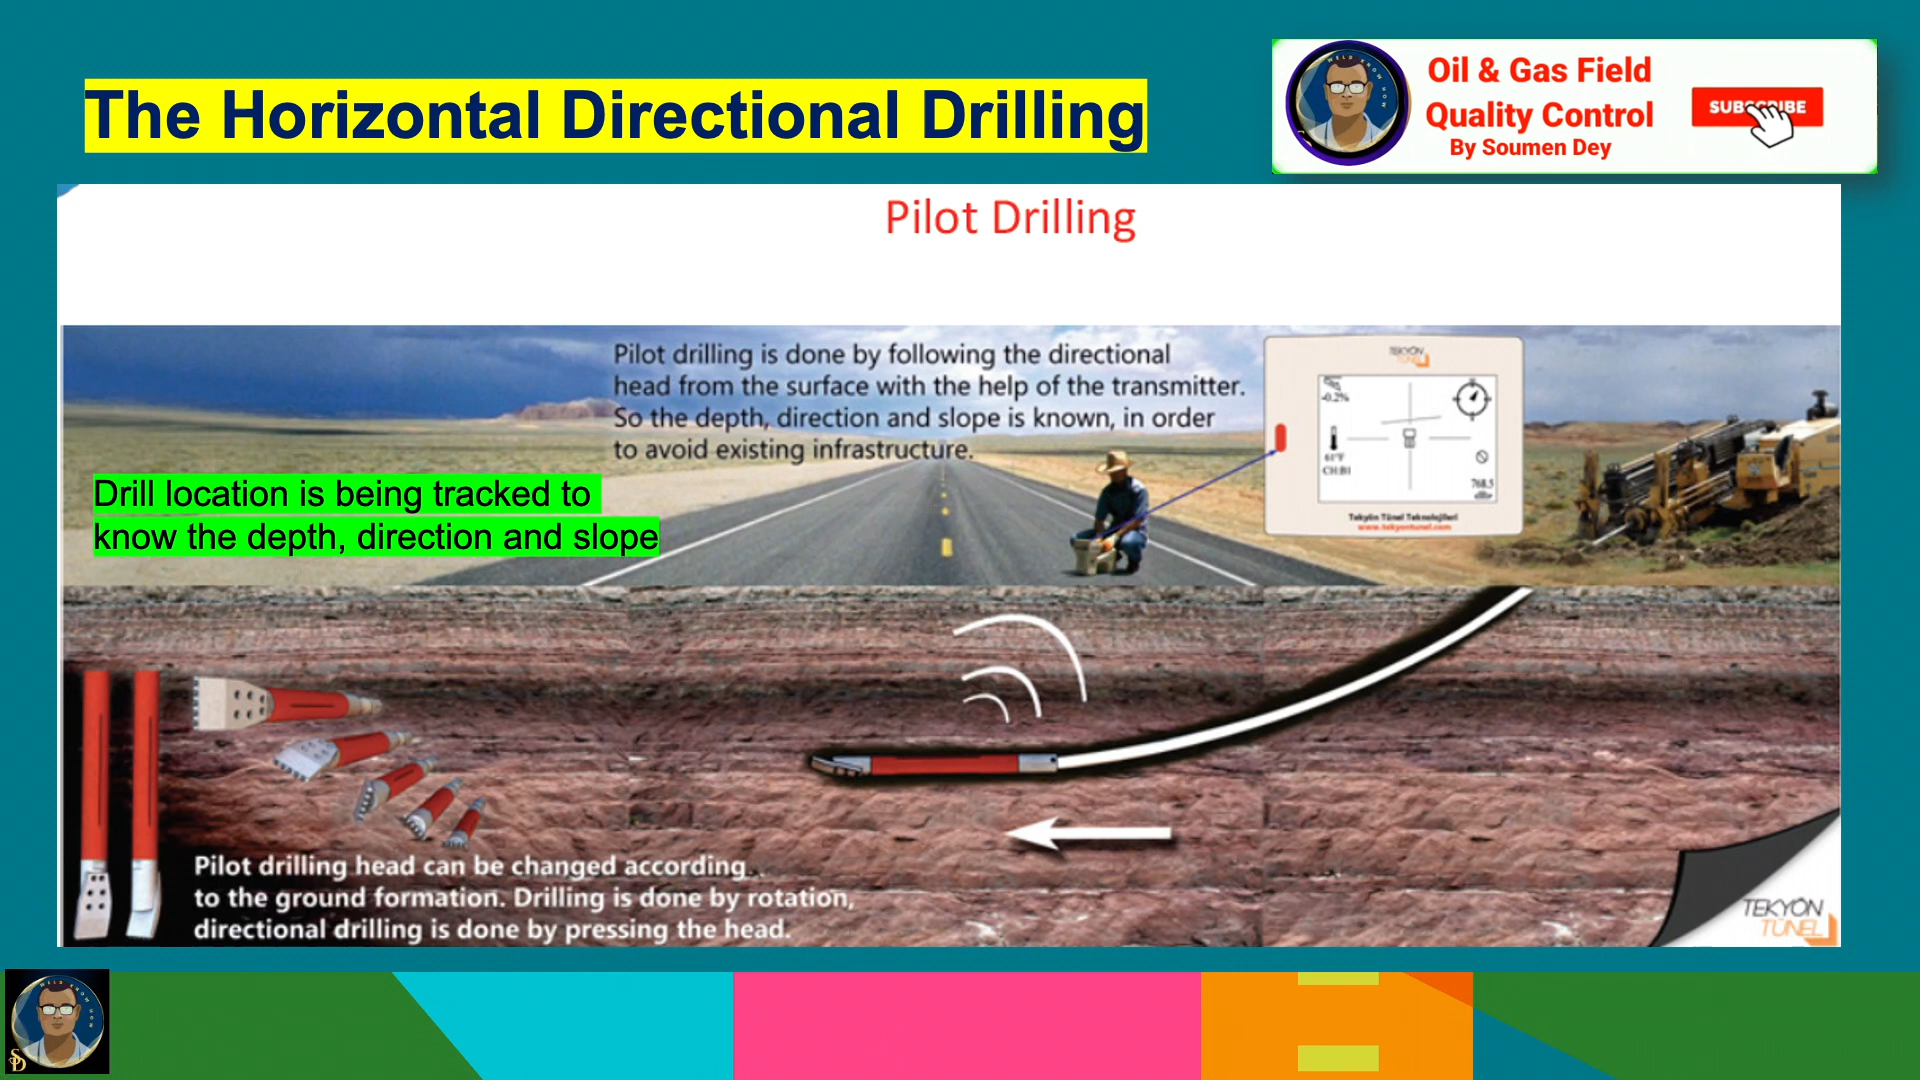 The Horizontal Directional Drilling
Oil & Gas Field
Quality Control
By Soumen Dey
SUBSCRIBE
Pilot Drilling
Pilot drilling is done by following the directional
head from the surface with the help of the transmitter.
So the depth, direction and slope is known, in order
to avoid existing infrastructure.
Drill location is being tracked to
know the depth, direction and slope
TEKYÖN
TÜNEL
-0.2%
61°F
CH:B1
768.5
Tekyön Tünel Teknolojileri
www.tekyontunel.com
Pilot drilling head can be changed according
to the ground formation. Drilling is done by rotation,
directional drilling is done by pressing the head.
TEKYÖN
TÜNEL
SD